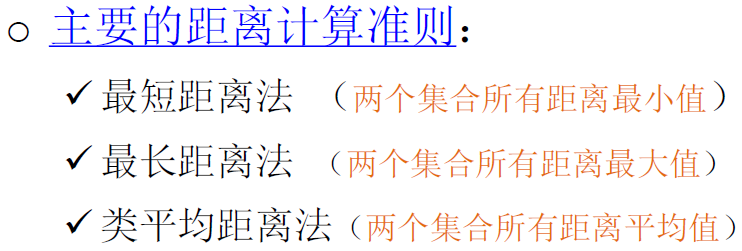 ○ 主要的距离计算准则：
✓ 最短距离法 （两个集合所有距离最小值）
✓ 最长距离法 （两个集合所有距离最大值）
✓ 类平均距离法（两个集合所有距离平均值）